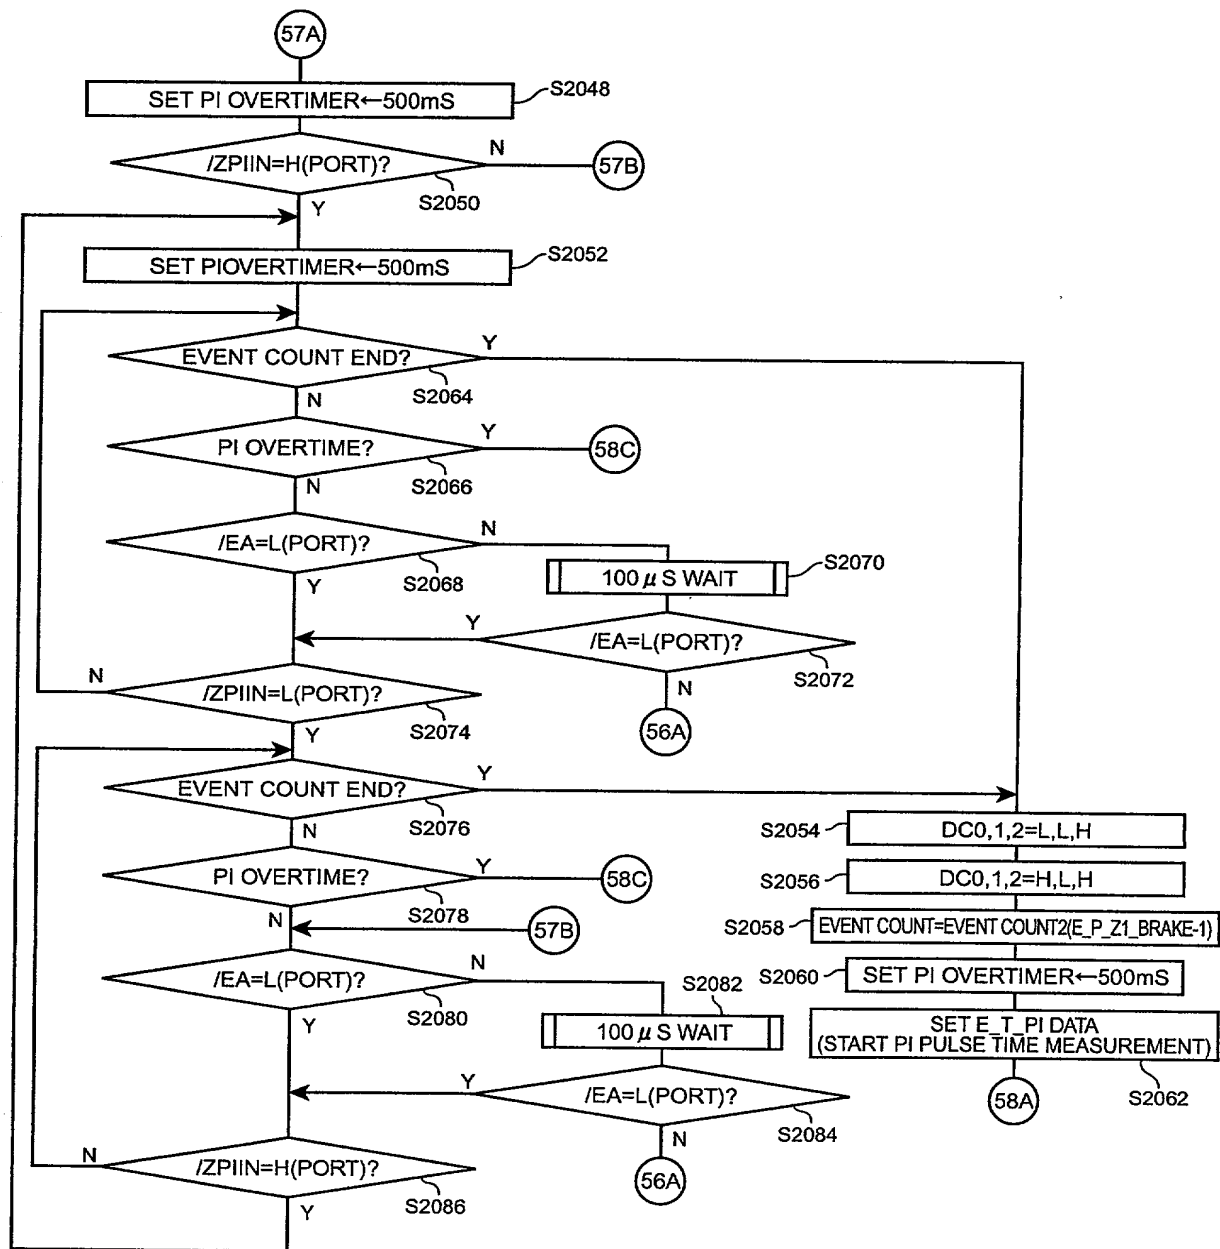 57A
SET PI OVERTIMER←500mS
S2048
/ZPIIN=H(PORT)?
N
57B
S2050
Y
SET PIOVERTIMER←500mS
S2052
EVENT COUNT END?
Y
S2064
N
PI OVERTIME?
Y
58C
S2066
N
/EA=L(PORT)?
N
S2068
Y
100 μ S WAIT
S2070
Y
/EA=L(PORT)?
S2072
N
56A
N
/ZPIIN=L(PORT)?
S2074
Y
EVENT COUNT END?
Y
S2076
N
PI OVERTIME?
Y
58C
S2078
N
57B
/EA=L(PORT)?
N
S2080
Y
S2082
100 μ S WAIT
Y
/EA=L(PORT)?
S2084
N
56A
N
/ZPIIN=H(PORT)?
S2086
Y
S2054
DC0,1,2=L,L,H
S2056
DC0,1,2=H,L,H
S2058
EVENT COUNT=EVENT COUNT2(E_P_Z1_BRAKE-1)
S2060
SET PI OVERTIMER←500mS
SET E_T_PI DATA
(START PI PULSE TIME MEASUREMENT)
S2062
58A